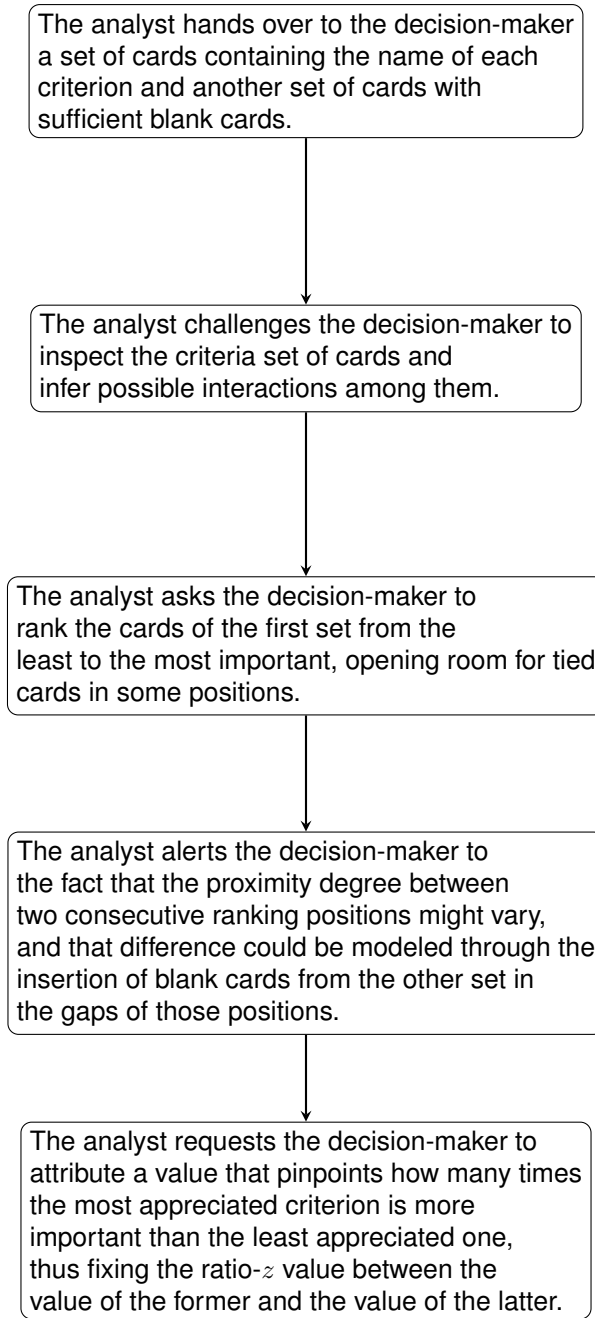 The analyst hands over to the decision-maker
a set of cards containing the name of each
criterion and another set of cards with
sufficient blank cards.
The analyst challenges the decision-maker to
inspect the criteria set of cards and
infer possible interactions among them.
The analyst asks the decision-maker to
rank the cards of the first set from the
least to the most important, opening room for tied
cards in some positions.
The analyst alerts the decision-maker to
the fact that the proximity degree between
two consecutive ranking positions might vary,
and that difference could be modeled through the
insertion of blank cards from the other set in
the gaps of those positions.
The analyst requests the decision-maker to
attribute a value that pinpoints how many times
the most appreciated criterion is more
important than the least appreciated one,
thus fixing the ratio-z value between the
value of the former and the value of the latter.